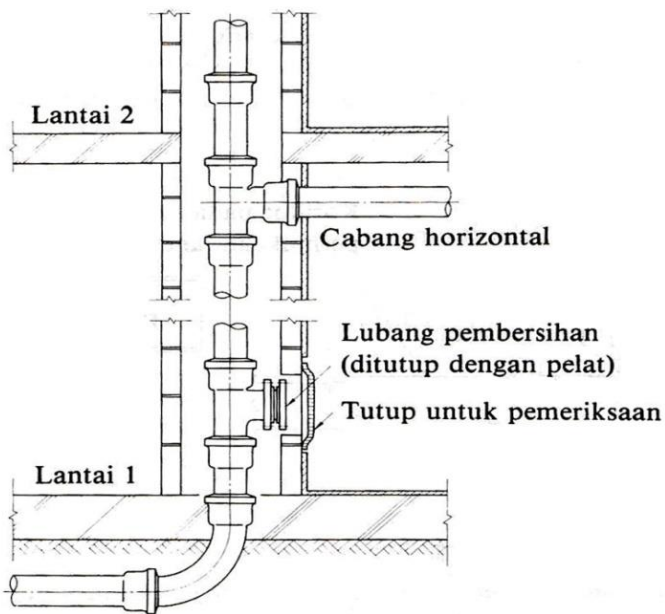 Lantai 2
Cabang horizontal
Lubang pembersihan
(ditutup dengan pelat)
Tutup untuk pemeriksaan
Lantai 1